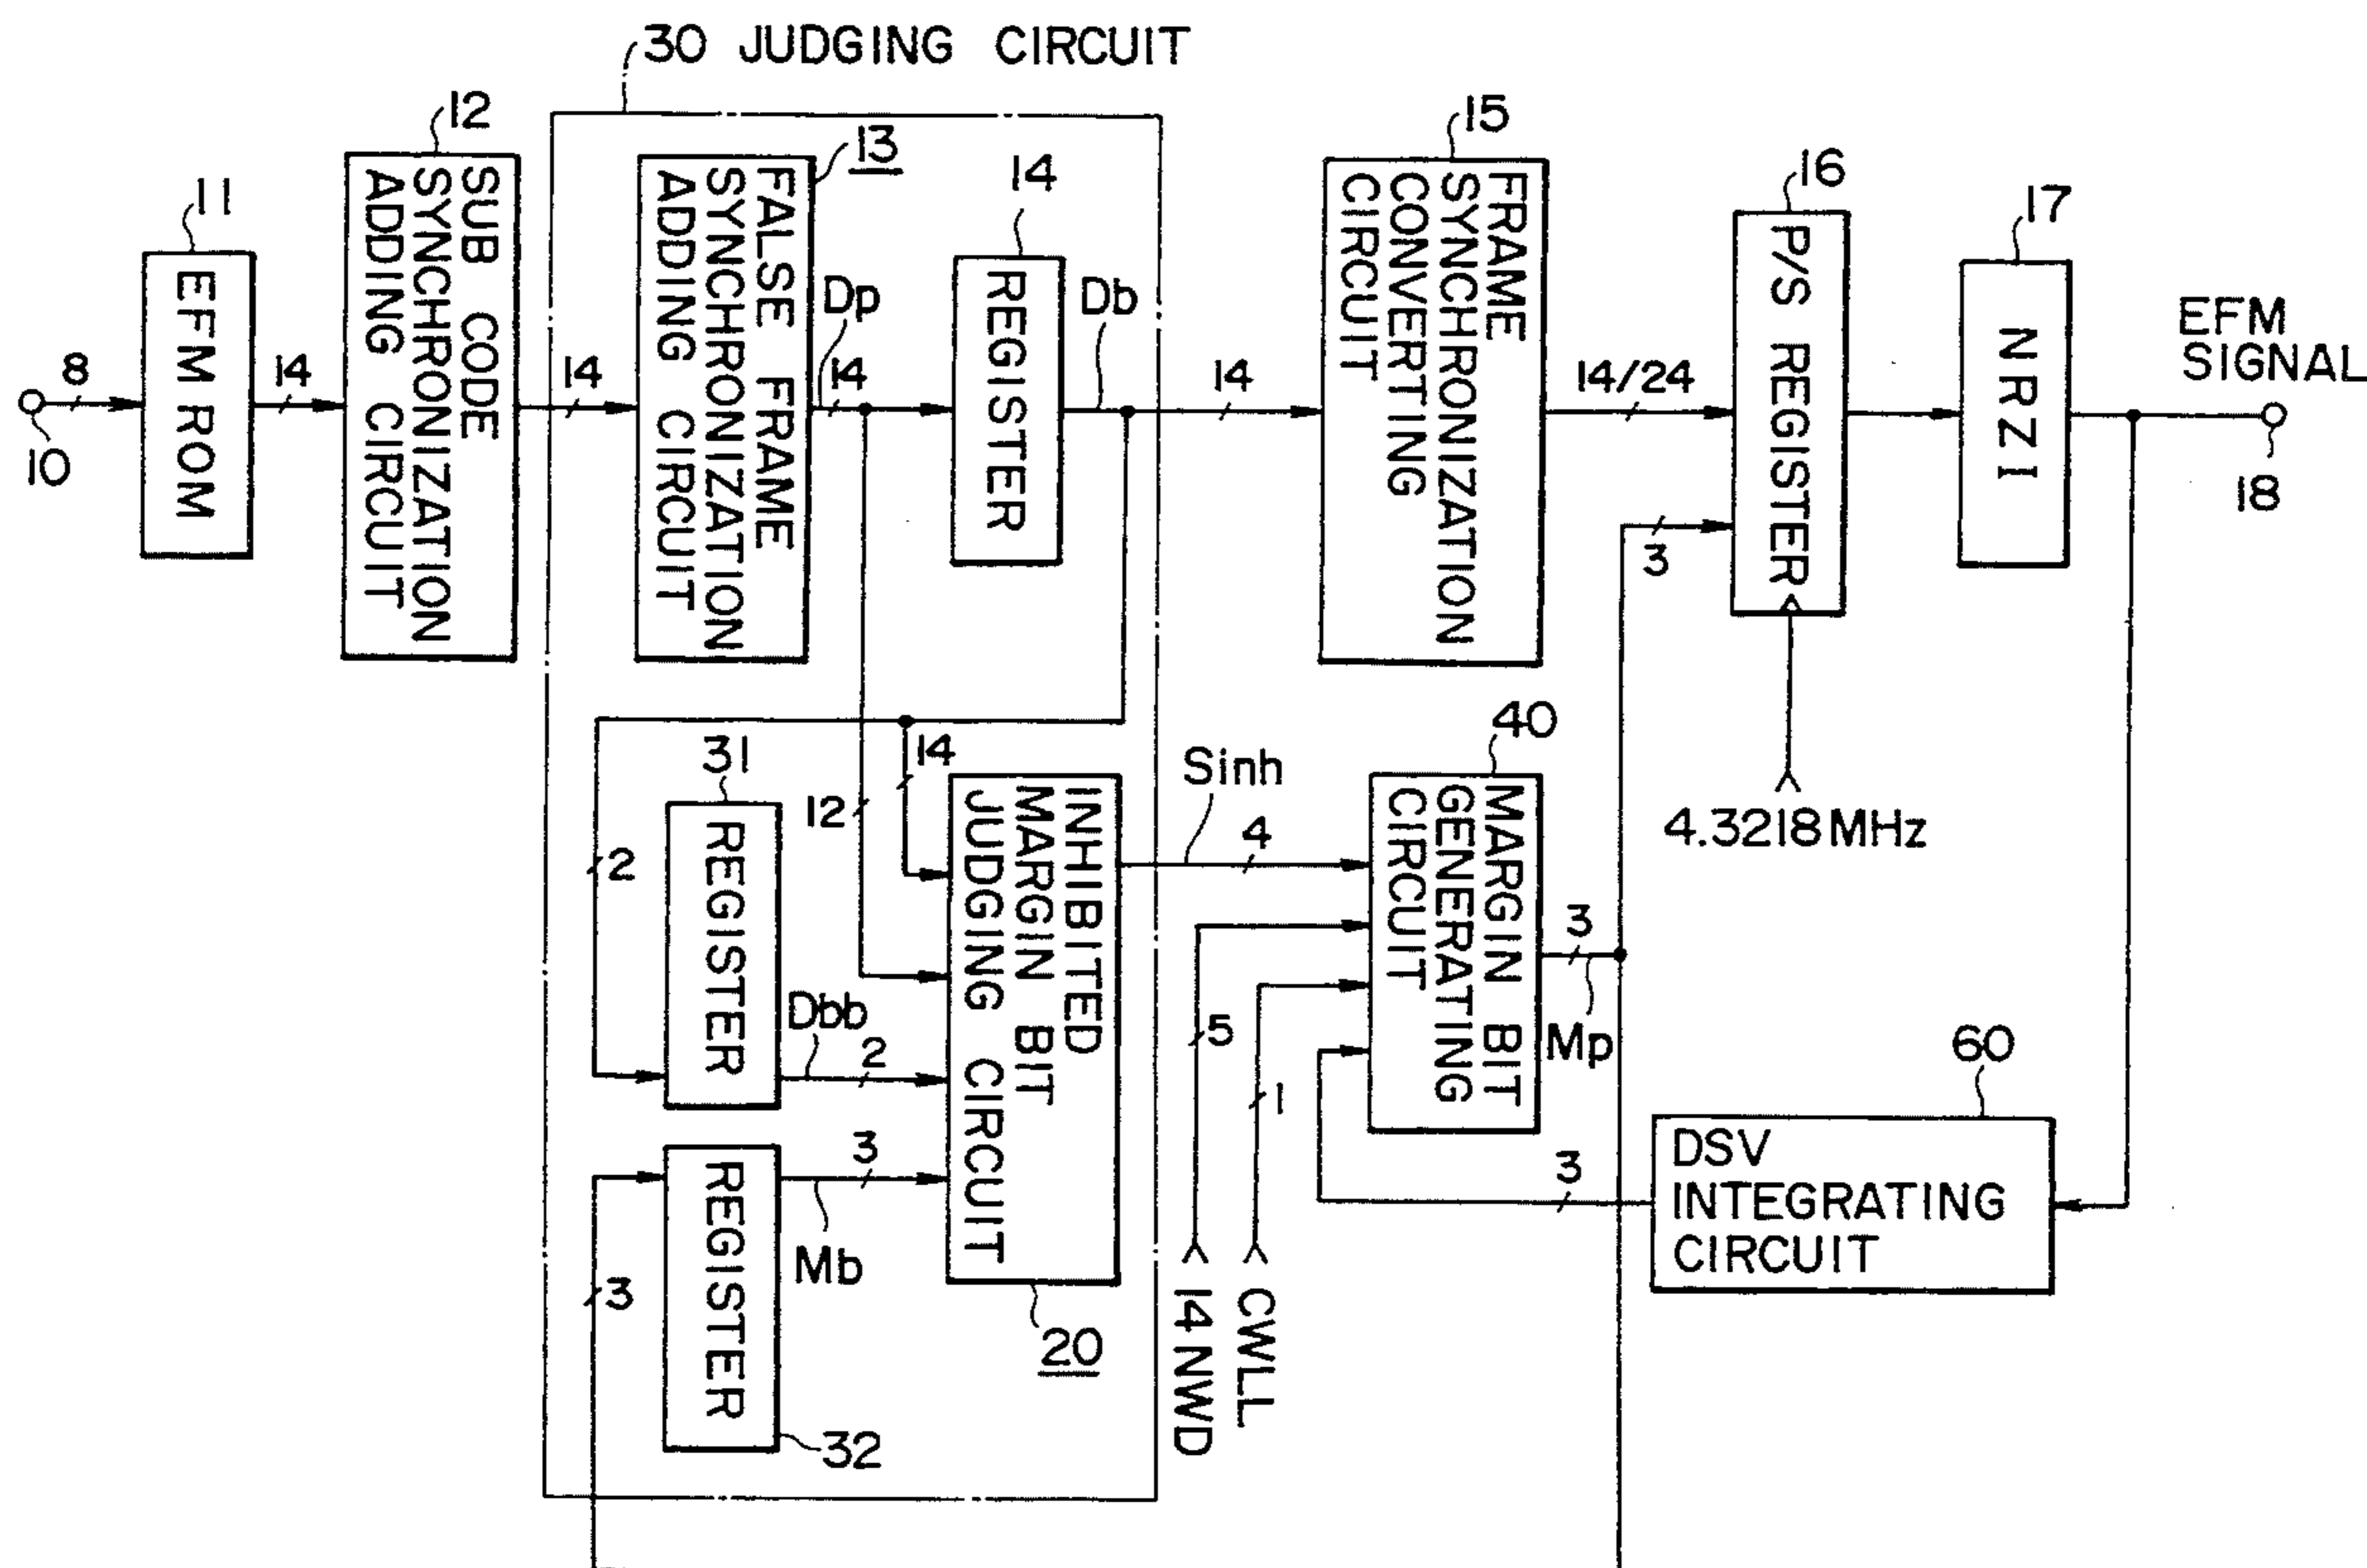 30 JUDGING CIRCUIT
10
8
11
EFM ROM
14
12
SUB CODE
SYNCHRONIZATION
ADDING CIRCUIT
14
13
FALSE FRAME
SYNCHRONIZATION
ADDING CIRCUIT
Dp
14
14
REGISTER
Db
14
15
FRAME
SYNCHRONIZATION
CONVERTING
CIRCUIT
14/24
16
P/S REGISTER
3
4.3218MHz
17
NRZI
EFM
SIGNAL
18
31
REGISTER
2
Dbb
2
12
14
INHIBITED
MARGIN BIT
JUDGING CIRCUIT
20
3
REGISTER
32
Mb
3
Sinh
4
5
14NWD
1
CWLL
40
MARGIN BIT
GENERATING
CIRCUIT
3
Mp
3
60
DSV
INTEGRATING
CIRCUIT